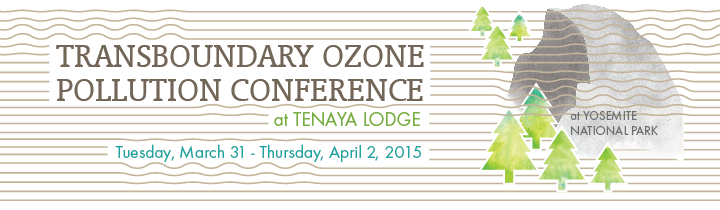 TRANSBOUNDARY OZONE
POLLUTION CONFERENCE
at TENAYA LODGE
Tuesday, March 31 - Thursday, April 2, 2015
at YOSEMITE
NATIONAL PARK